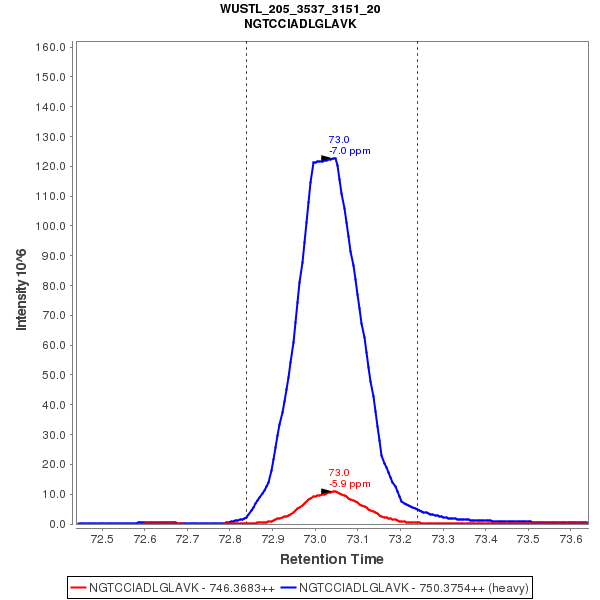 WUSTL_205_3537_3151_20
NGTCCIADLGLAVK
160.0
150.0
140.0
130.0
120.0
110.0
100.0
90.0
80.0
70.0
60.0
50.0
40.0
30.0
20.0
10.0
0.0
Intensity 10^6
73.0
-7.0 ppm
73.0
-5.9 ppm
72.5 72.6 72.7 72.8 72.9 73.0 73.1 73.2 73.3 73.4 73.5 73.6
Retention Time
NGTCCIADLGLAVK - 746.3683++ NGTCCIADLGLAVK - 750.3754++ (heavy)